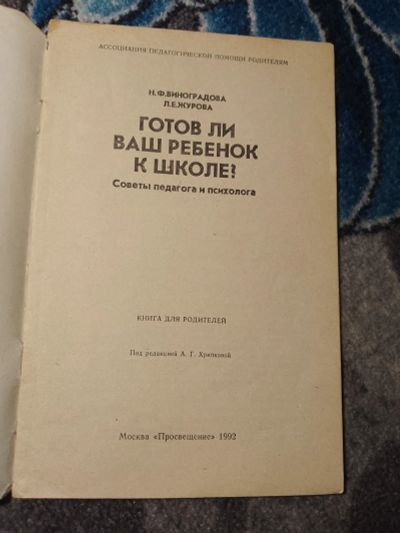 АССОЦИАЦИЯ ПЕДАГОГИЧЕСКОЙ ПОМОЩИ РОДИТЕЛЯМ
Н.Ф.ВИНОГРАДОВА
Л.Е.ЖУРОВА
ГОТОВ ЛИ
ВАШ РЕБЕНОК
К ШКОЛЕ?
Советы педагога и психолога
КНИГА ДЛЯ РОДИТЕЛЕЙ
Под редакцией А. Г. Хрипковой
Москва «Просвещение» 1992